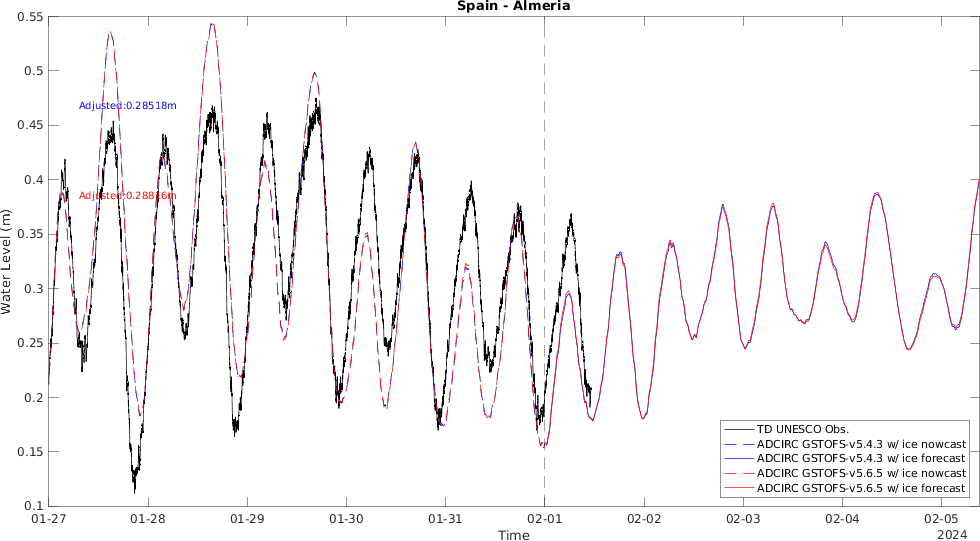 Spain - Almeria
0.55
0.5
0.45
0.4
0.35
0.3
0.25
0.2
0.15
0.1
Water Level (m)
Adjusted:0.28518m
Adjusted:0.28816m
TD UNESCO Obs.
ADCIRC GSTOFS-v5.4.3 w/ ice nowcast
ADCIRC GSTOFS-v5.4.3 w/ ice forecast
ADCIRC GSTOFS-v5.6.5 w/ ice nowcast
ADCIRC GSTOFS-v5.6.5 w/ ice forecast
01-27 01-28 01-29 01-30 01-31 02-01 02-02 02-03 02-04 02-05
Time
2024